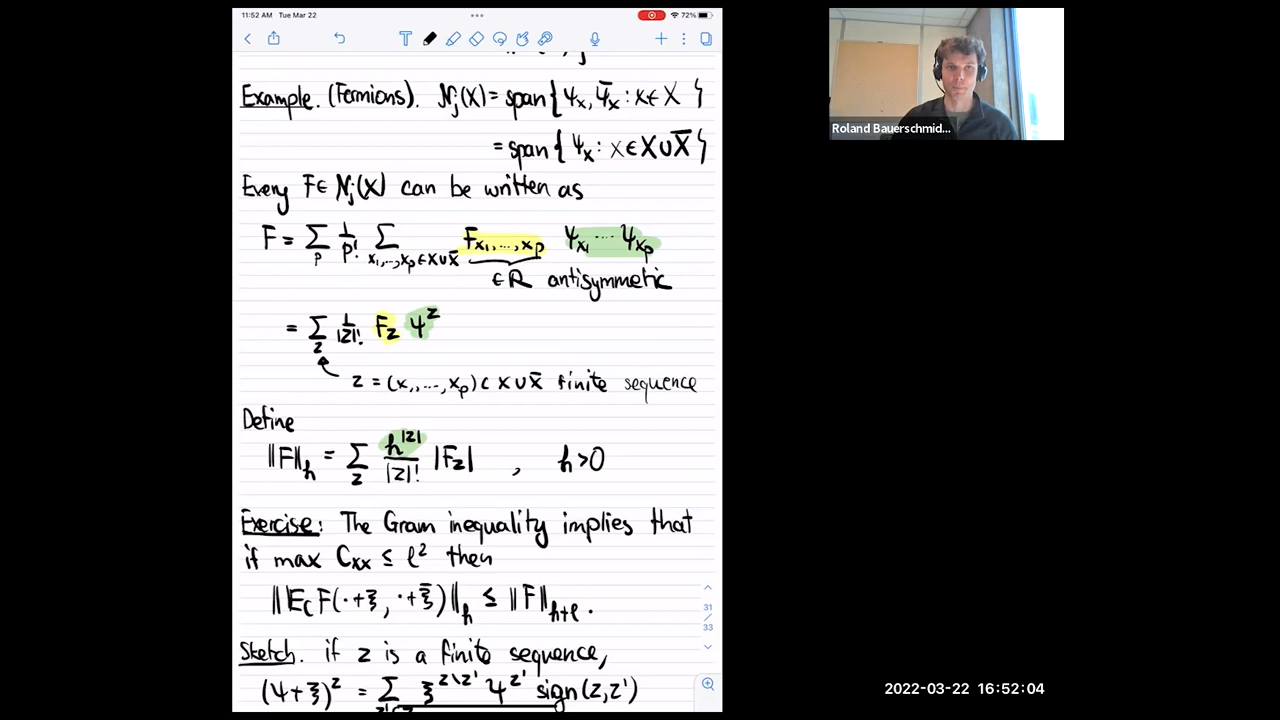 11:52 AM Tue Mar 22
72%
Example. (Fermions). N_j(X) = span{ψ_x, ψ̄_x : x∈X}
= span{ψ_x : x∈X∪X̄}
Every F∈N_j(X) can be written as
F = Σ_p 1/p! Σ_{x_1,...,x_p∈X∪X̄} F_{x_1,...,x_p} ψ_{x_1} ... ψ_{x_p}
∈ℝ antisymmetric
= Σ_z 1/|z|! F_z ψ^z
z = (x_1,...,x_p) ⊂ X∪X̄ finite sequence
Define
‖F‖_h = Σ_z h^{|z|}/|z|! |F_z| , h>0
Exercise: The Gram inequality implies that
if max C_xx ≤ ℓ² then
‖E_C F(·+ξ, ·+ξ̄)‖_h ≤ ‖F‖_{h+ℓ}.
31
/
33
Sketch. if z is a finite sequence,
(ψ+ξ)^z = Σ ξ^{z\z'} ψ^{z'} sign(z,z')
Roland Bauerschmid...
2022-03-22 16:52:04